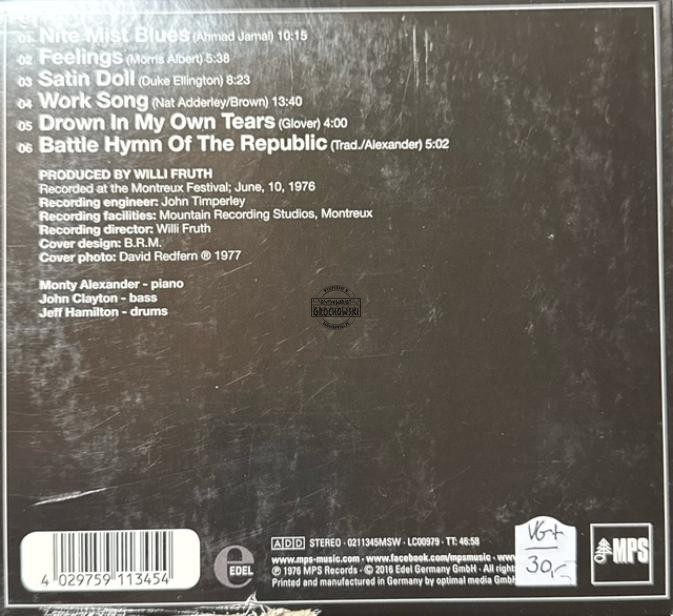 01 Nite Mist Blues (Ahmad Jamal) 10:15
02 Feelings (Morris Albert) 5:38
03 Satin Doll (Duke Ellington) 8:23
04 Work Song (Nat Adderley/Brown) 13:40
05 Drown In My Own Tears (Glover) 4:00
06 Battle Hymn Of The Republic (Trad./Alexander) 5:02
PRODUCED BY WILLI FRUTH
Recorded at the Montreux Festival; June, 10, 1976
Recording engineer: John Timperley
Recording facilities: Mountain Recording Studios, Montreux
Recording director: Willi Fruth
Cover design: B.R.M.
Cover photo: David Redfern ® 1977
Monty Alexander - piano
John Clayton - bass
Jeff Hamilton - drums
GROCHOWSKI
4 029759 113454
e EDEL
ADD STEREO · 0211345MSW · LC00979 · TT: 46:58
www.mps-music.com · www.facebook.com/mpsmusic · www
℗ 1976 MPS Records · © 2016 Edel Germany GmbH · All rights
Printed and manufactured in Germany by optimal media GmbH
VG+
30,-
MPS